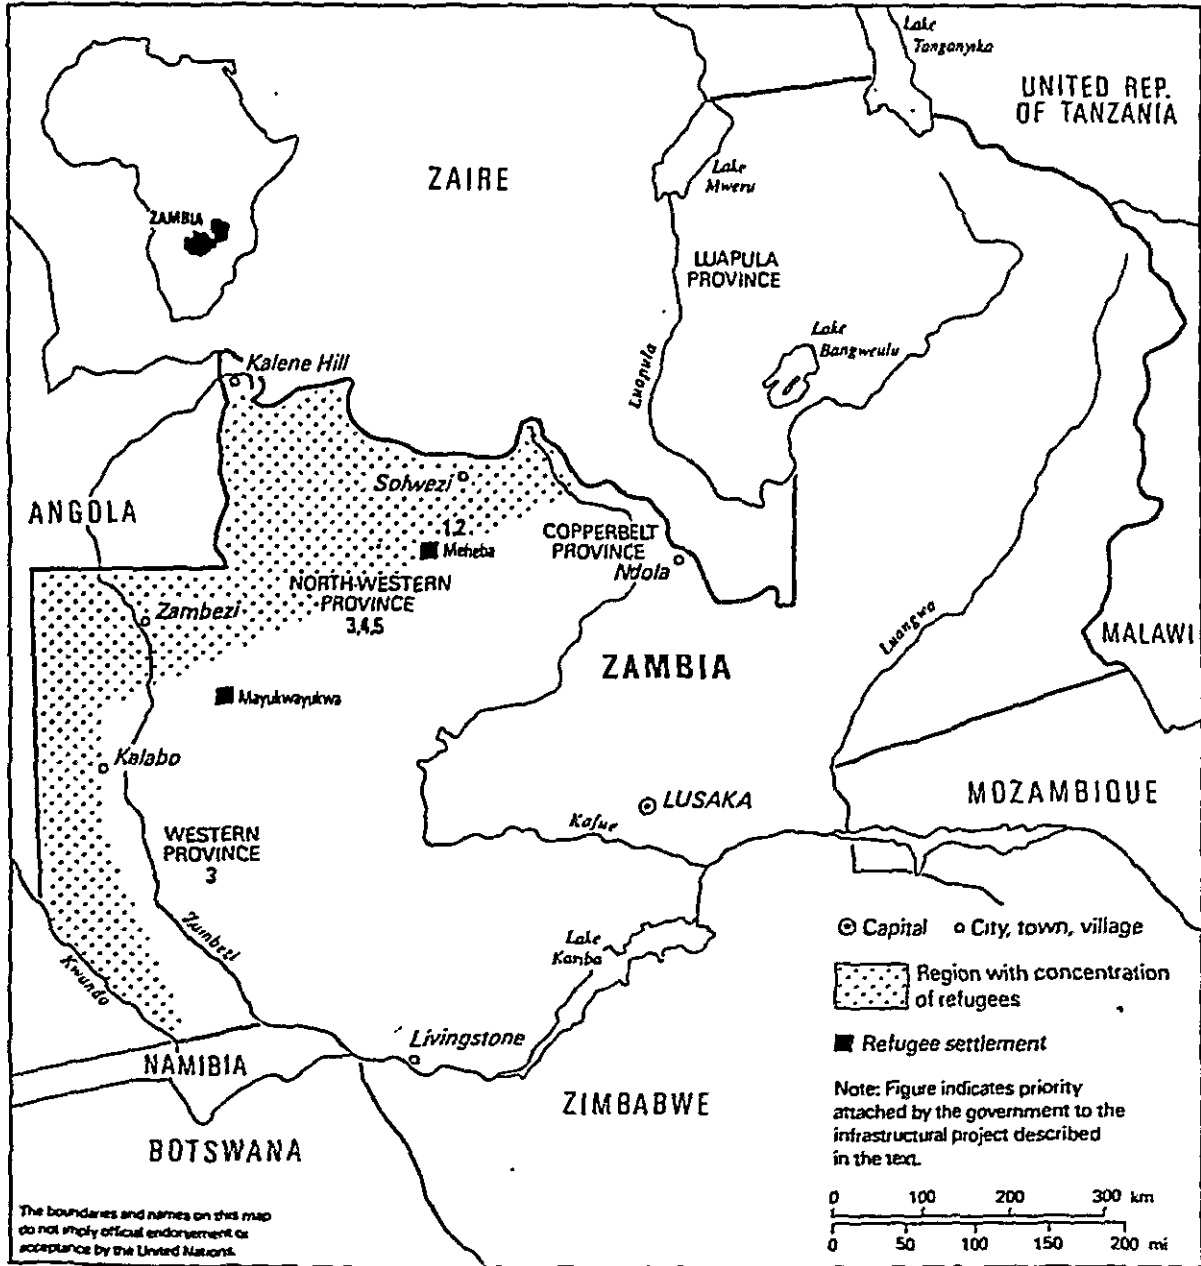 Lake
Tanganyika
UNITED REP.
OF TANZANIA
ZAIRE
Lake
Mweru
ZAMBIA
LUAPULA
PROVINCE
Lake
Bangweulu
Luapula
Kalene Hill
Solwezi
ANGOLA
1,2
Meheba
COPPERBELT
PROVINCE
Ndola
NORTH-WESTERN
PROVINCE
3,4,5
Zambezi
Luangwa
MALAWI
ZAMBIA
Mayukwayukwa
Kalabo
LUSAKA
MOZAMBIQUE
Kafue
WESTERN
PROVINCE
3
Zambezi
Kwundo
Lake
Kariba
Livingstone
NAMIBIA
ZIMBABWE
BOTSWANA
Capital
City, town, village
Region with concentration
of refugees
Refugee settlement
Note: Figure indicates priority
attached by the government to the
infrastructural project described
in the text.
0 100 200 300 km
0 50 100 150 200 mi
The boundaries and names on this map
do not imply official endorsement or
acceptance by the United Nations.